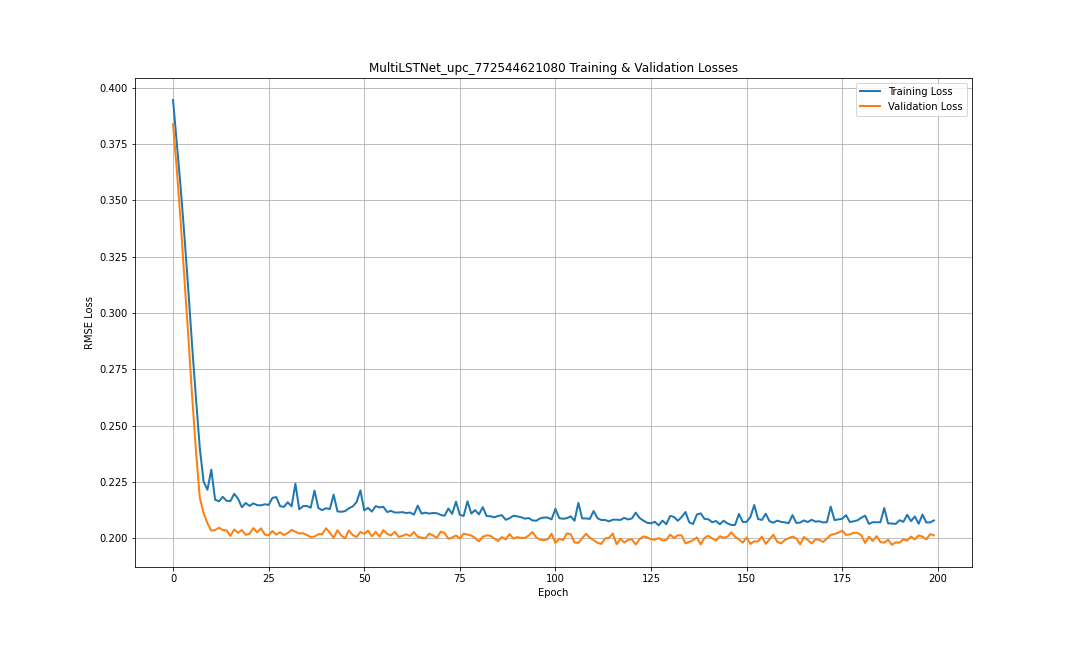 MultiLSTNet_upc_772544621080 Training & Validation Losses
Training Loss
Validation Loss
0.400
0.375
0.350
0.325
0.300
0.275
0.250
0.225
0.200
RMSE Loss
0 25 50 75 100 125 150 175 200
Epoch